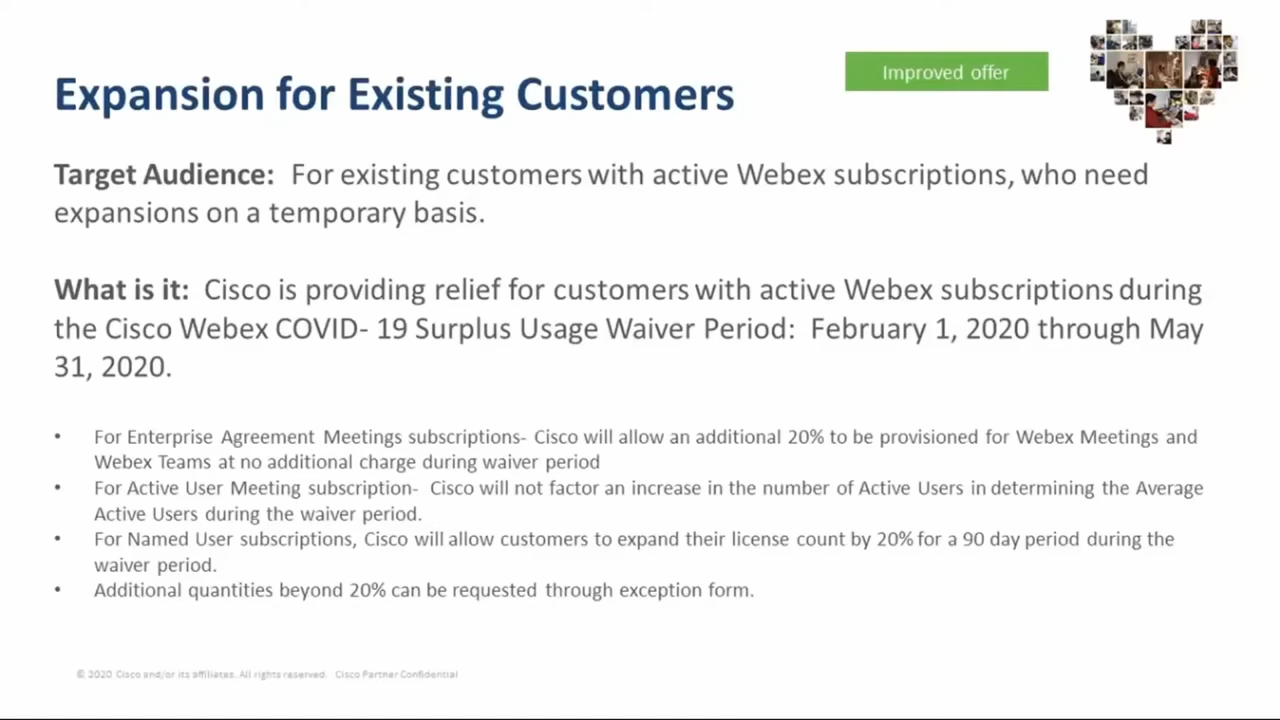 Improved offer
Expansion for Existing Customers
Target Audience: For existing customers with active Webex subscriptions, who need
expansions on a temporary basis.
What is it: Cisco is providing relief for customers with active Webex subscriptions during
the Cisco Webex COVID- 19 Surplus Usage Waiver Period: February 1, 2020 through May
31, 2020.
• For Enterprise Agreement Meetings subscriptions- Cisco will allow an additional 20% to be provisioned for Webex Meetings and
Webex Teams at no additional charge during waiver period
• For Active User Meeting subscription- Cisco will not factor an increase in the number of Active Users in determining the Average
Active Users during the waiver period.
• For Named User subscriptions, Cisco will allow customers to expand their license count by 20% for a 90 day period during the
waiver period.
• Additional quantities beyond 20% can be requested through exception form.
© 2020 Cisco and/or its affiliates. All rights reserved. Cisco Partner Confidential